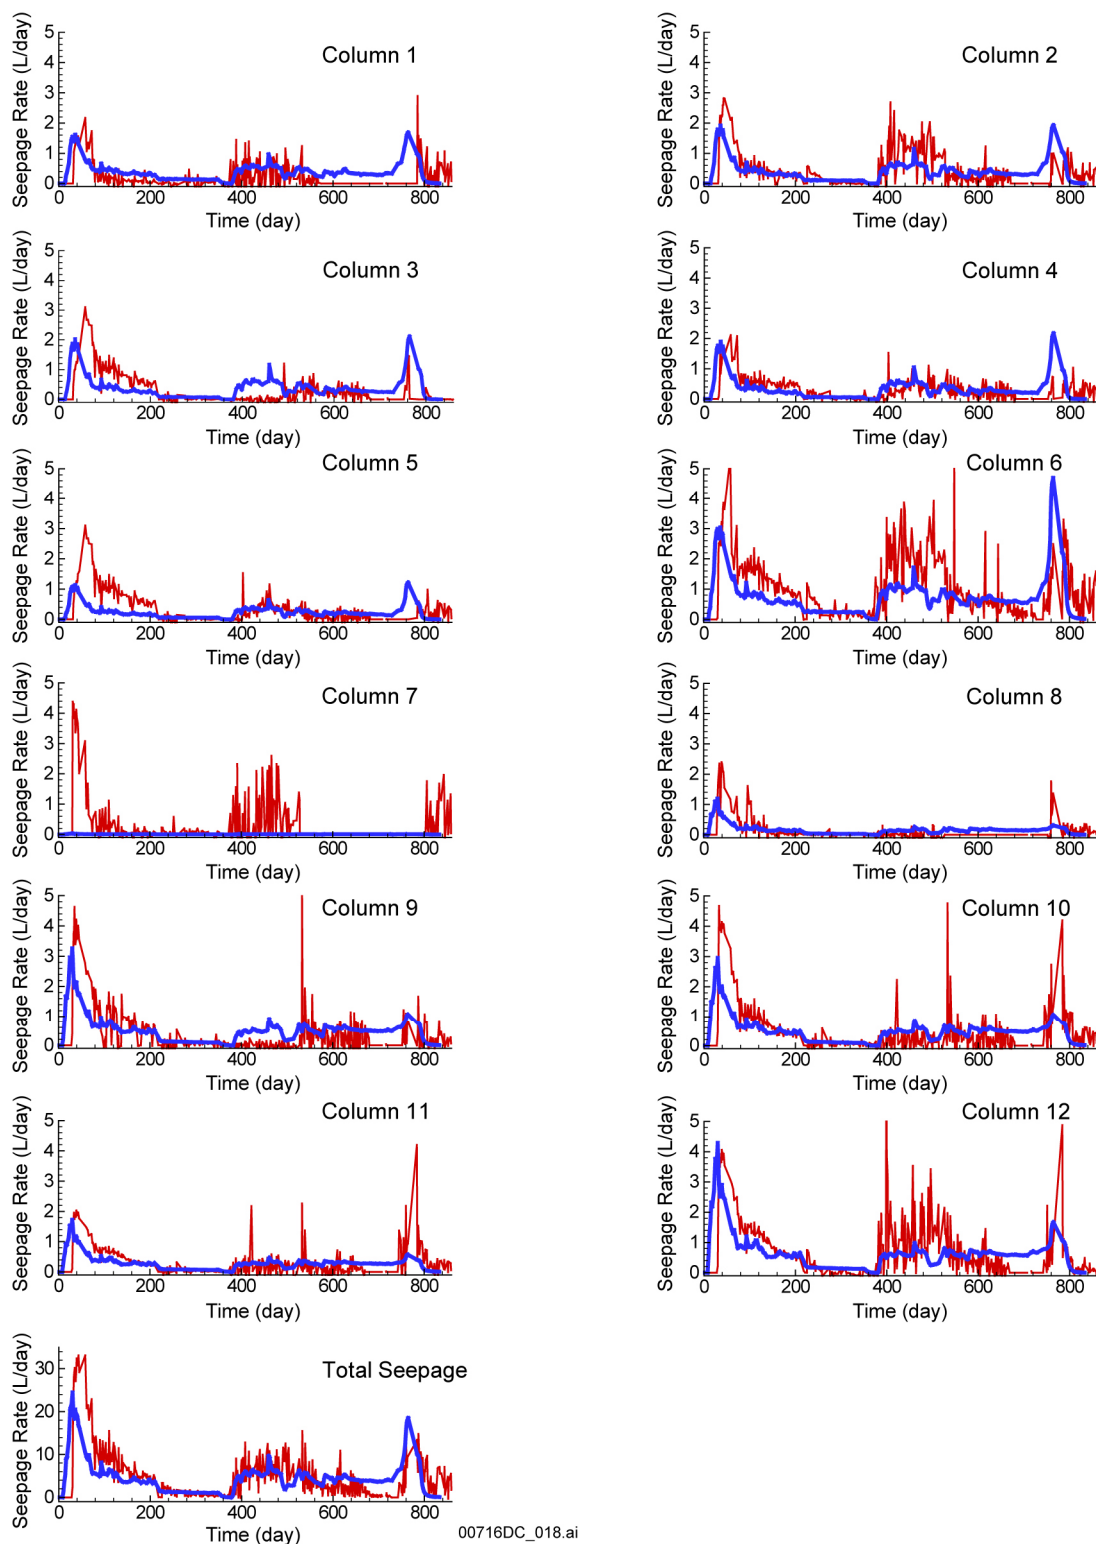 Column 1
Seepage Rate (L/day)
5
4
3
2
1
0
0 200 400 600 800
Time (day)
Column 2
Seepage Rate (L/day)
5
4
3
2
1
0
0 200 400 600 800
Time (day)
Column 3
Seepage Rate (L/day)
5
4
3
2
1
0
0 200 400 600 800
Time (day)
Column 4
Seepage Rate (L/day)
5
4
3
2
1
0
0 200 400 600 800
Time (day)
Column 5
Seepage Rate (L/day)
5
4
3
2
1
0
0 200 400 600 800
Time (day)
Column 6
Seepage Rate (L/day)
5
4
3
2
1
0
0 200 400 600 800
Time (day)
Column 7
Seepage Rate (L/day)
5
4
3
2
1
0
0 200 400 600 800
Time (day)
Column 8
Seepage Rate (L/day)
5
4
3
2
1
0
0 200 400 600 800
Time (day)
Column 9
Seepage Rate (L/day)
5
4
3
2
1
0
0 200 400 600 800
Time (day)
Column 10
Seepage Rate (L/day)
5
4
3
2
1
0
0 200 400 600 800
Time (day)
Column 11
Seepage Rate (L/day)
5
4
3
2
1
0
0 200 400 600 800
Time (day)
Column 12
Seepage Rate (L/day)
5
4
3
2
1
0
0 200 400 600 800
Time (day)
Total Seepage
Seepage Rate (L/day)
30
20
10
0
0 200 400 600 800
Time (day)
00716DC_018.ai